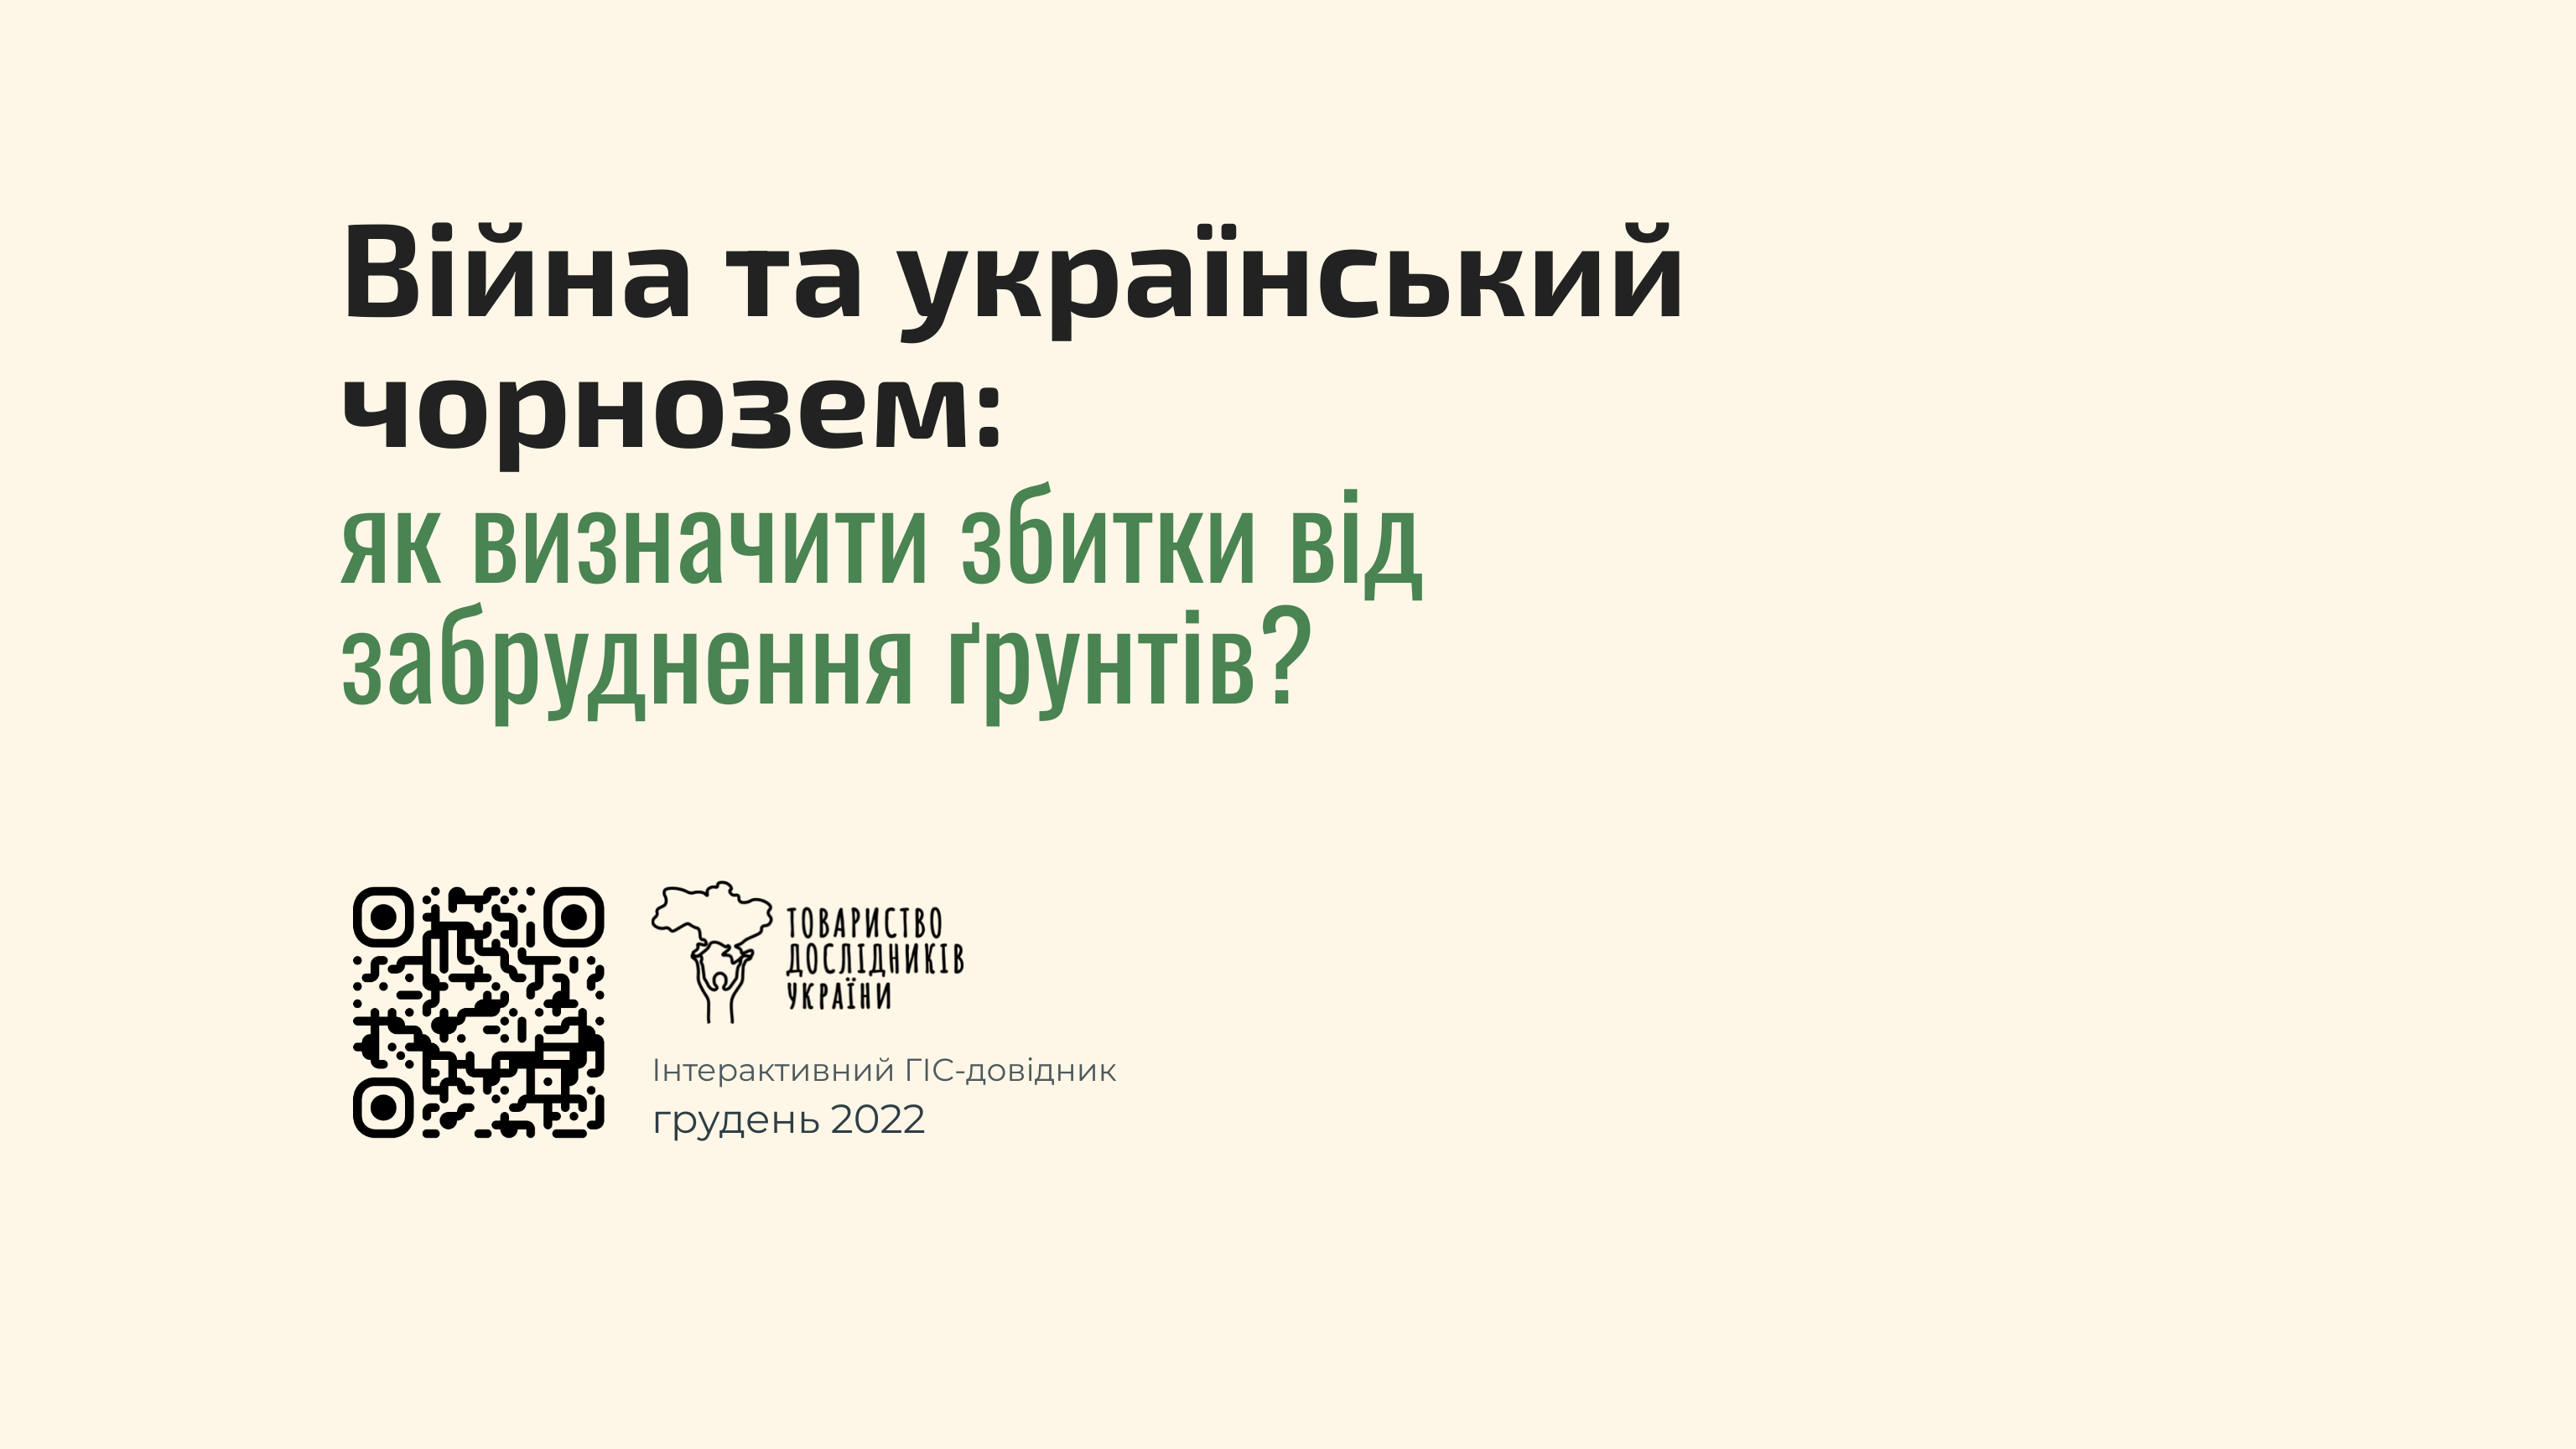 Війна та український
чорнозем:
як визначити збитки від
забруднення ґрунтів?
ТОВАРИСТВО
ДОСЛІДНИКІВ
УКРАЇНИ
Інтерактивний ГІС-довідник
грудень 2022